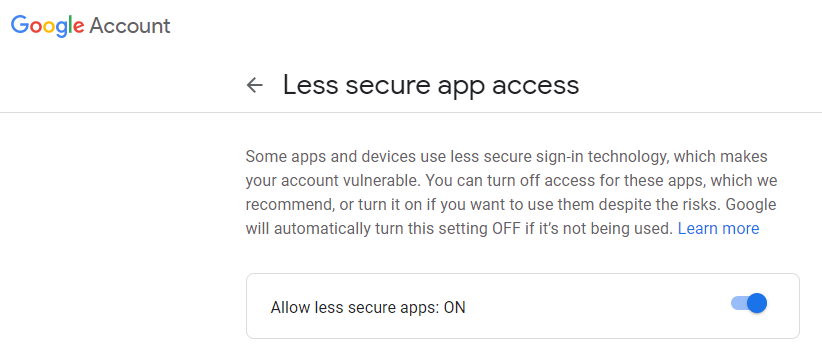 Google Account
Less secure app access
Some apps and devices use less secure sign-in technology, which makes
your account vulnerable. You can turn off access for these apps, which we
recommend, or turn it on if you want to use them despite the risks. Google
will automatically turn this setting OFF if it’s not being used. Learn more
Allow less secure apps: ON